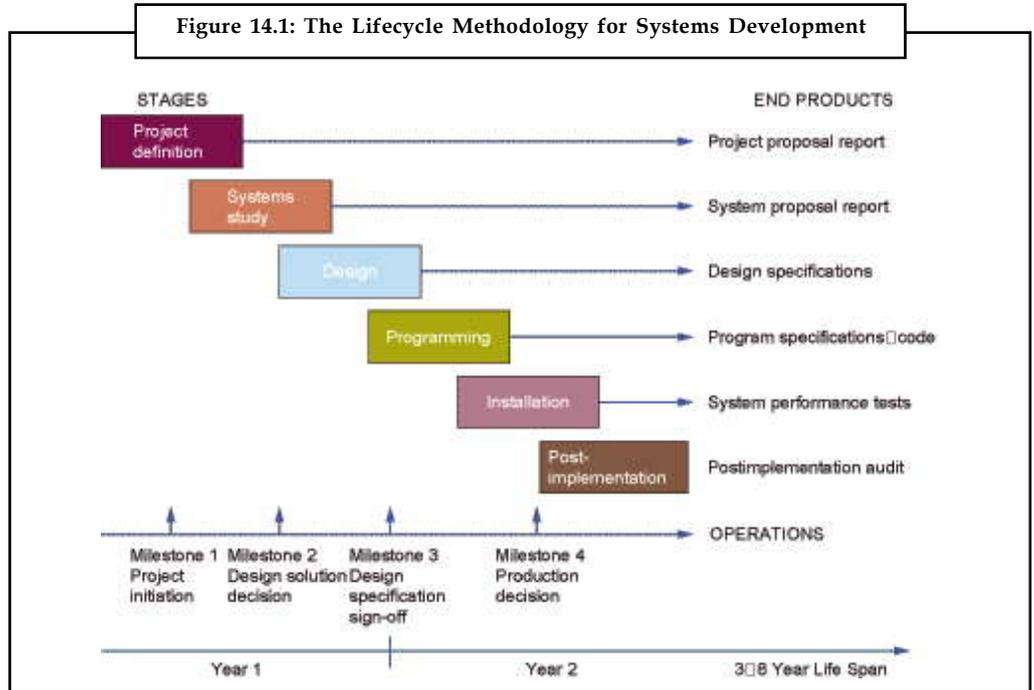 Figure 14.1: The Lifecycle Methodology for Systems Development
STAGES
END PRODUCTS
Project
definition
Project proposal report
Systems
study
System proposal report
Design
Design specifications
Programming
Program specifications□code
Installation
System performance tests
Post-
implementation
Postimplementation audit
OPERATIONS
Milestone 1
Project
initiation
Milestone 2
Design solution
decision
Milestone 3
Design
specification
sign-off
Milestone 4
Production
decision
Year 1
Year 2
3□8 Year Life Span